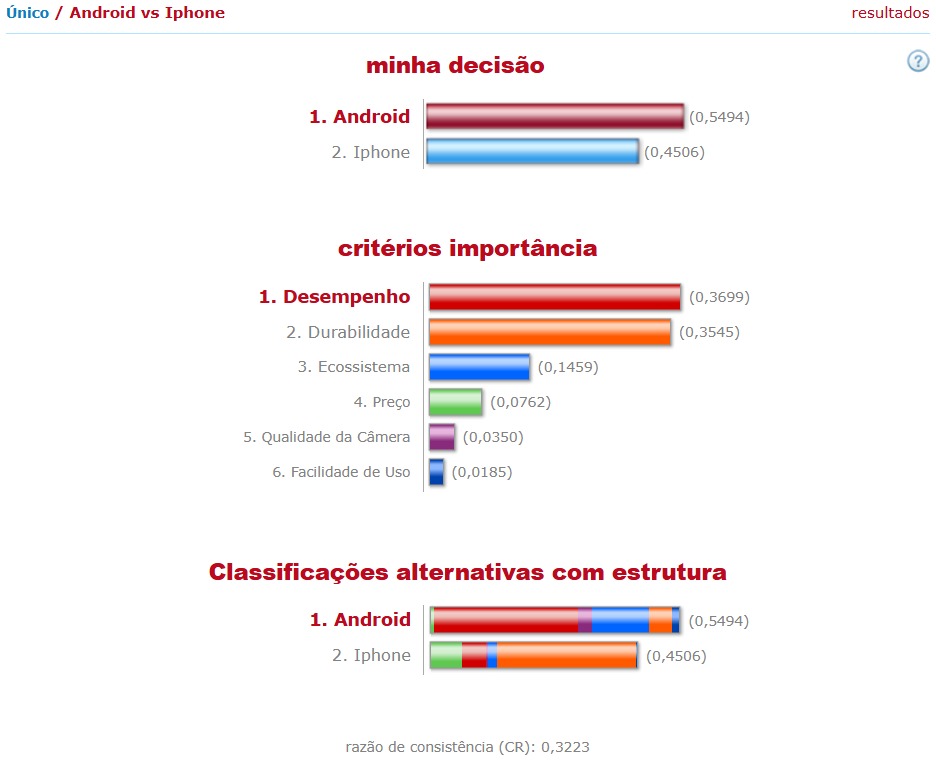 Único / Android vs Iphone resultados
minha decisão
?
1. Android (0,5494)
2. Iphone (0,4506)
critérios importância
1. Desempenho (0,3699)
2. Durabilidade (0,3545)
3. Ecossistema (0,1459)
4. Preço (0,0762)
5. Qualidade da Câmera (0,0350)
6. Facilidade de Uso (0,0185)
Classificações alternativas com estrutura
1. Android (0,5494)
2. Iphone (0,4506)
razão de consistência (CR): 0,3223